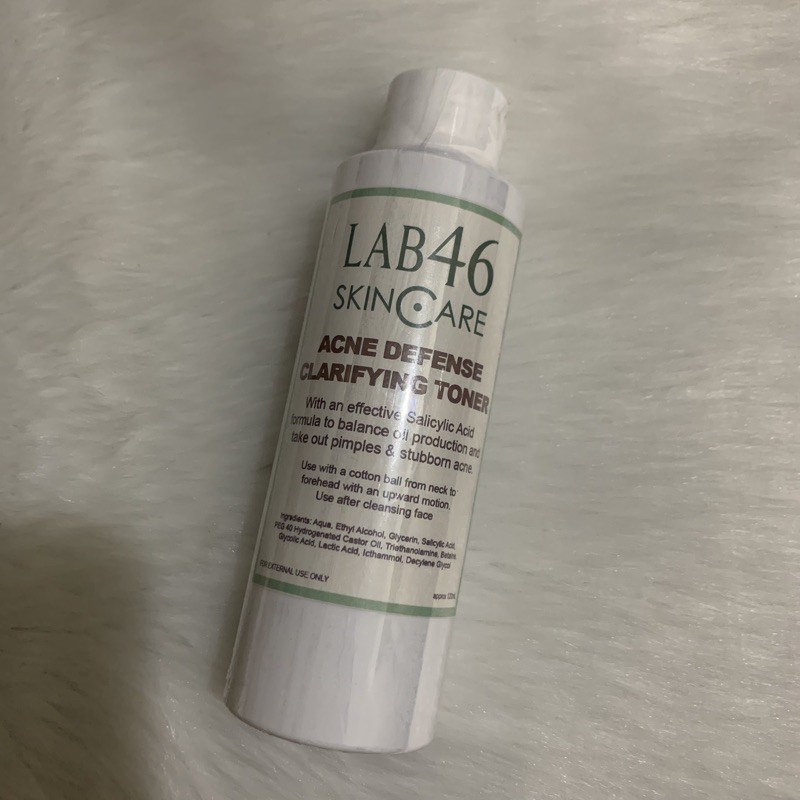 LAB46
SKINCARE
ACNE DEFENSE
CLARIFYING TONER
With an effective Salicylic Acid
formula to balance oil production and
take out pimples & stubborn acne.
Use with a cotton ball from neck to
forehead with an upward motion.
Use after cleansing face
Ingredients: Aqua, Ethyl Alcohol, Glycerin, Salicylic Acid,
PEG 40 Hydrogenated Castor Oil, Triethanolamine,
Glycolic Acid, Lactic Acid, Icthammol, Decylene Glycol
FOR EXTERNAL USE ONLY
approx